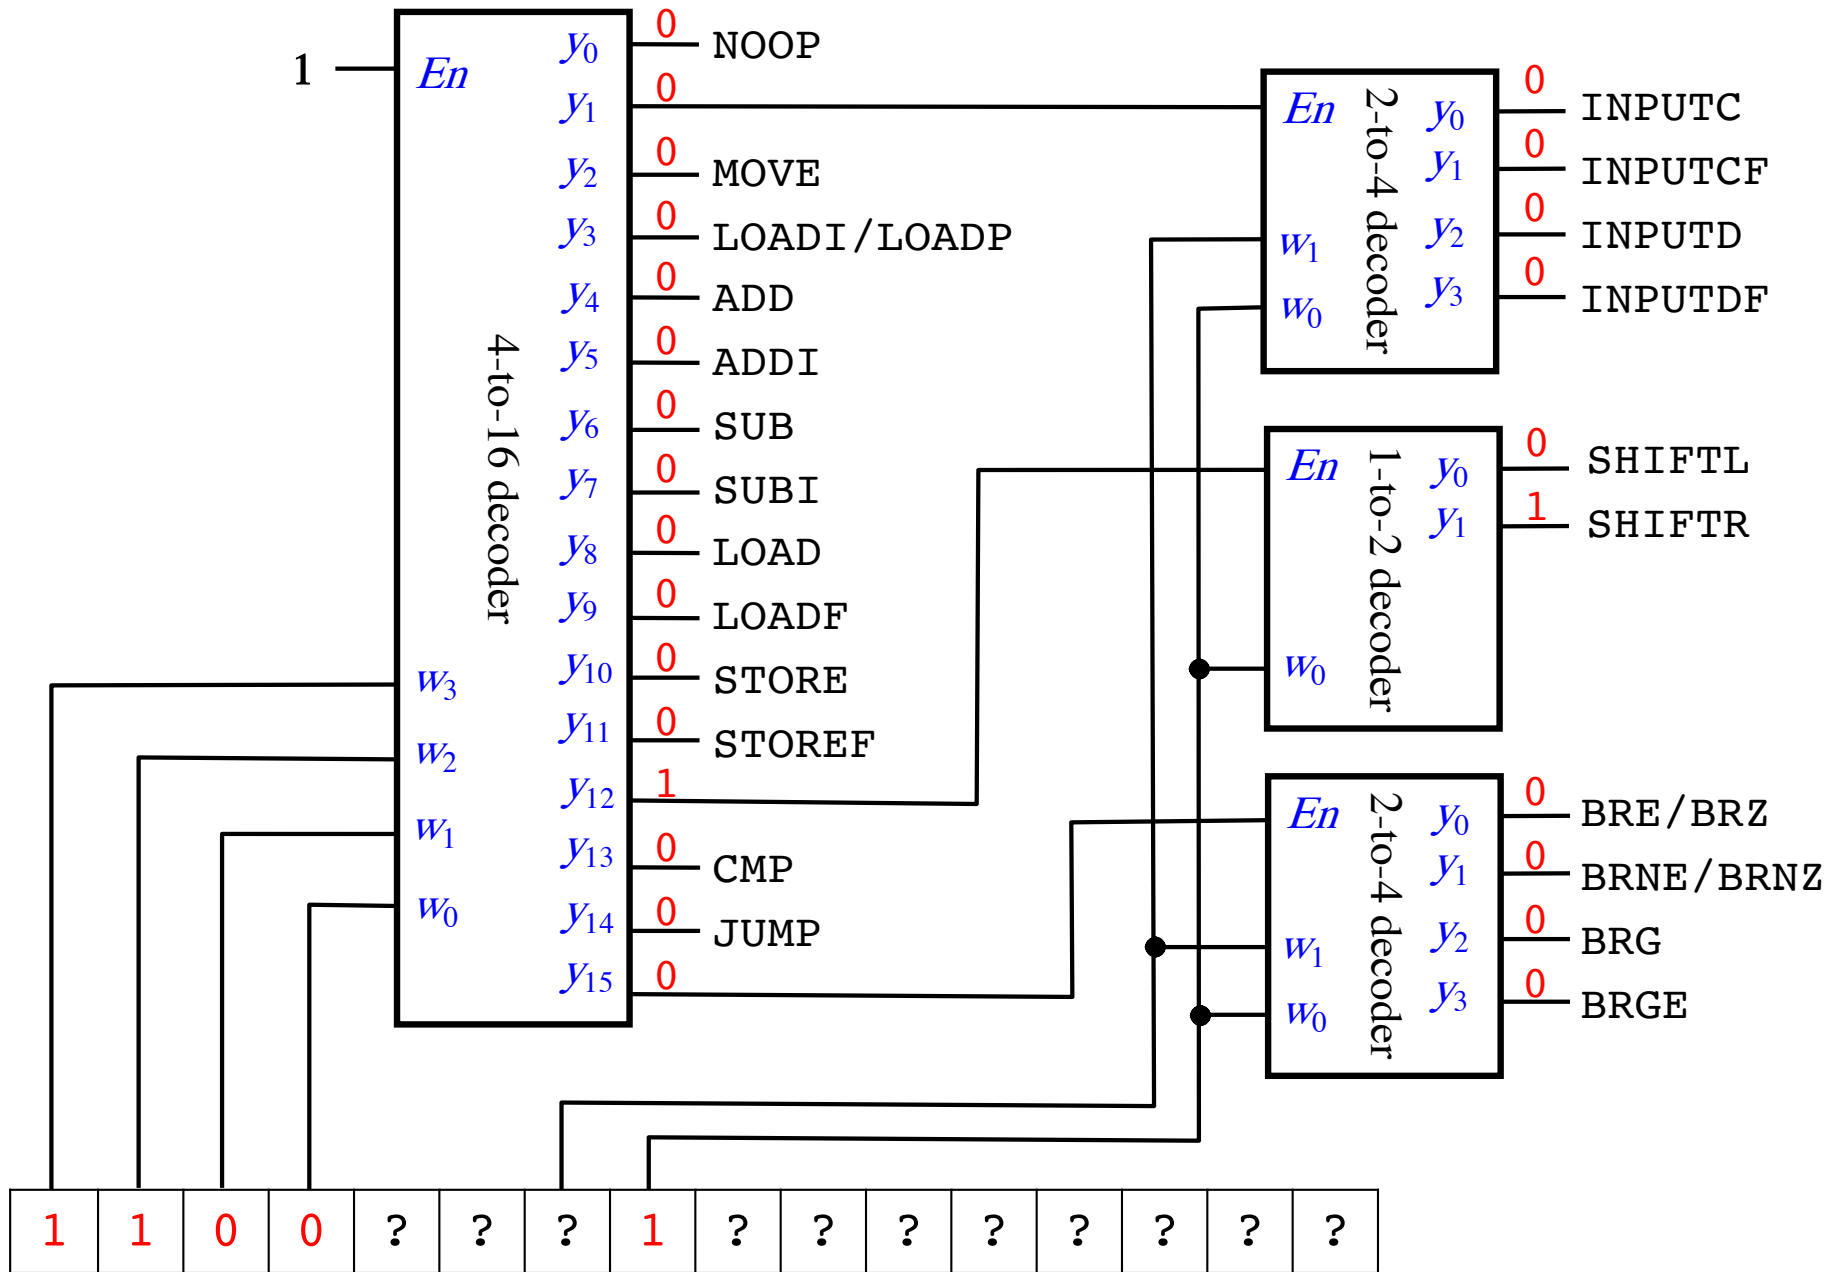 1 En
4-to-16 decoder
w3
w2
w1
w0
y0 0 NOOP
y1 0
y2 0 MOVE
y3 0 LOADI/LOADP
y4 0 ADD
y5 0 ADDI
y6 0 SUB
y7 0 SUBI
y8 0 LOAD
y9 0 LOADF
y10 0 STORE
y11 0 STOREF
y12 1
y13 0 CMP
y14 0 JUMP
y15 0
En
w1
w0
2-to-4 decoder
y0 0 INPUTC
y1 0 INPUTCF
y2 0 INPUTD
y3 0 INPUTDF
En
w0
1-to-2 decoder
y0 0 SHIFTL
y1 1 SHIFTR
En
w1
w0
2-to-4 decoder
y0 0 BRE/BRZ
y1 0 BRNE/BRNZ
y2 0 BRG
y3 0 BRGE
1 1 0 0 ? ? ? 1 ? ? ? ? ? ? ? ?